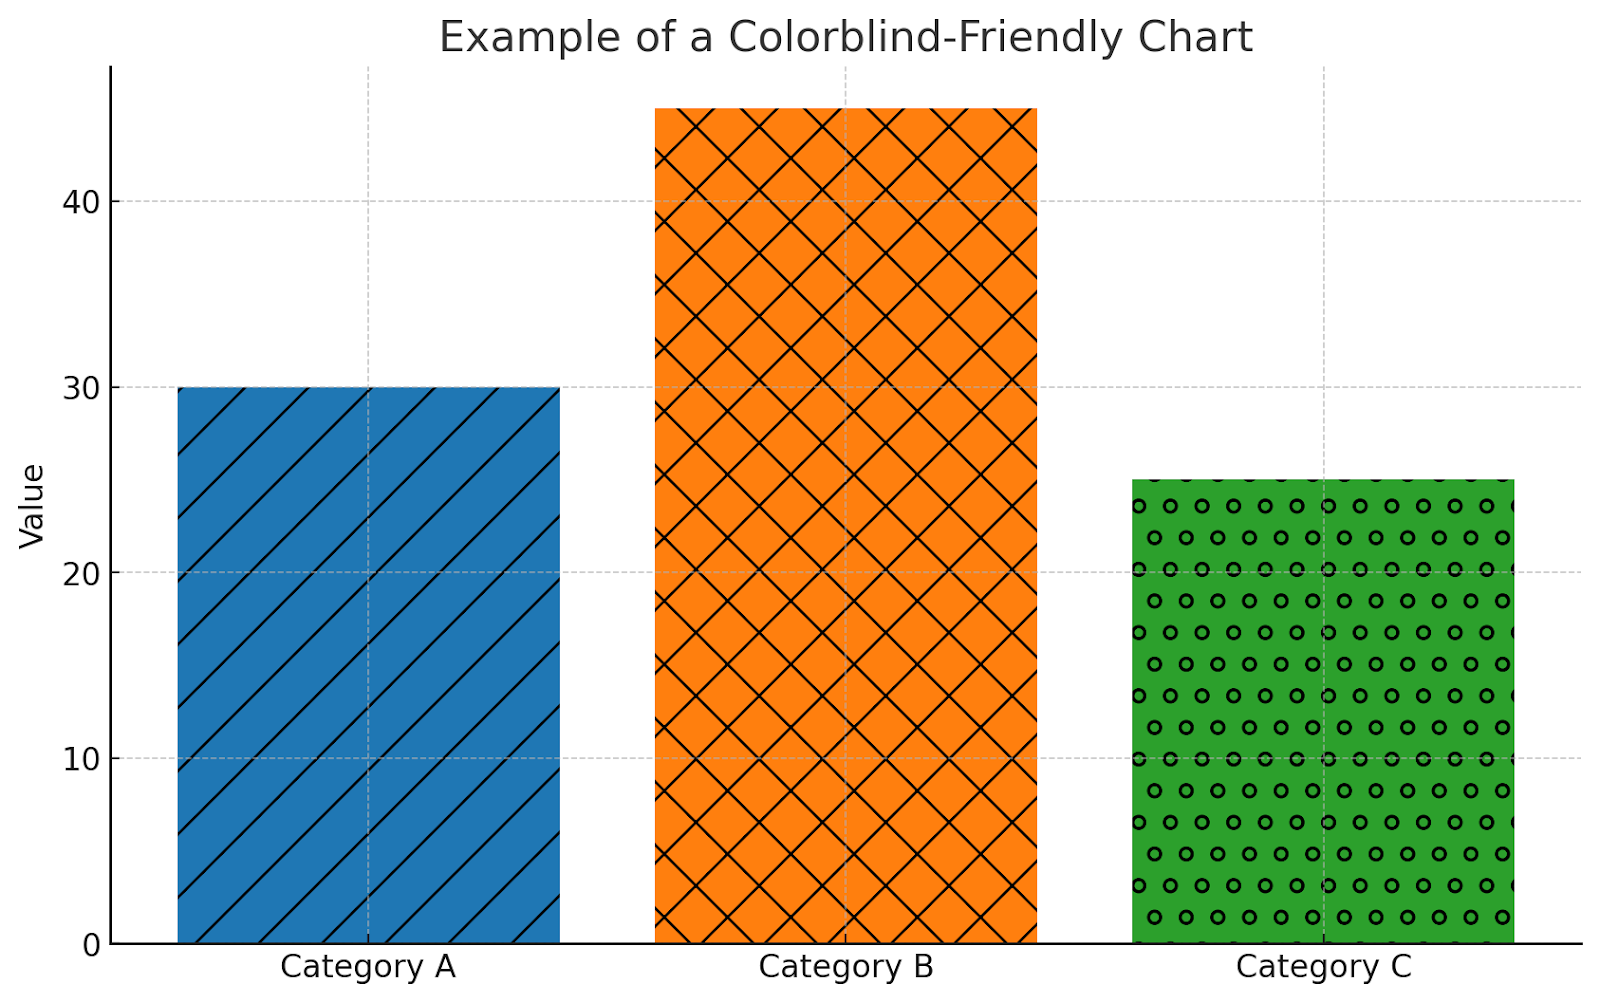 Example of a Colorblind-Friendly Chart
40
30
20
10
0
Value
Category A
Category B
Category C